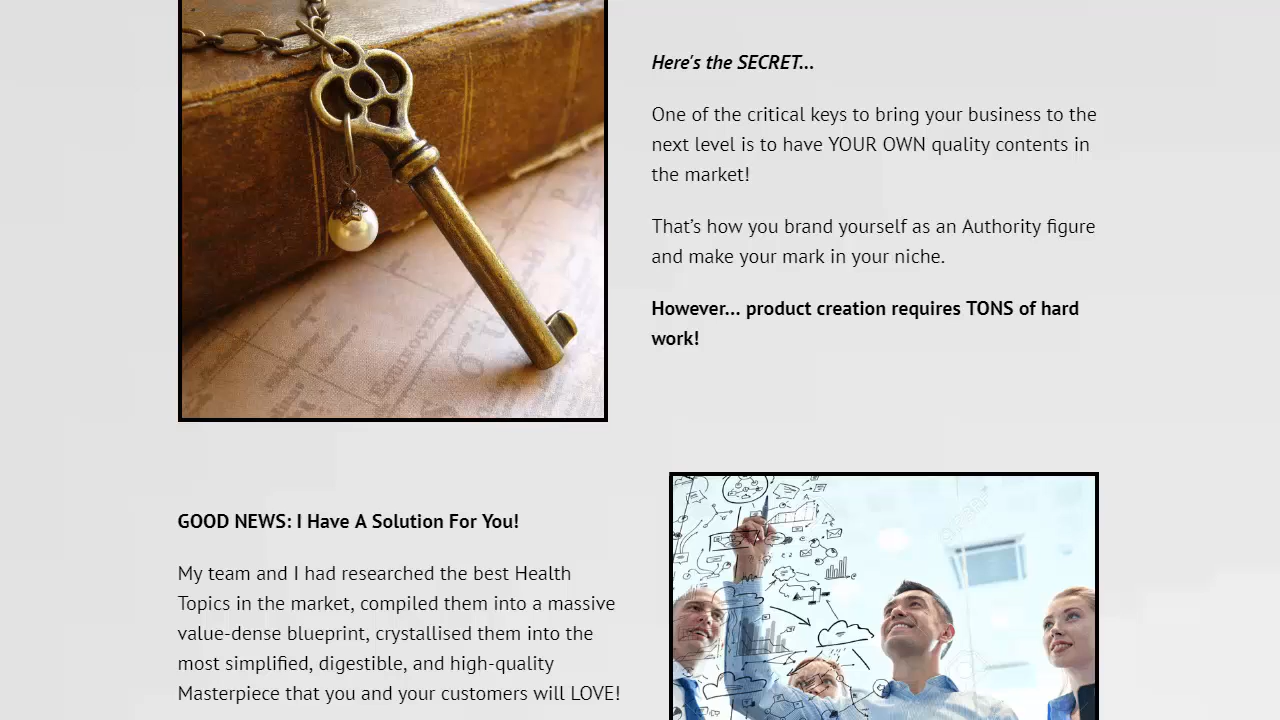 Here's the SECRET...
One of the critical keys to bring your business to the
next level is to have YOUR OWN quality contents in
the market!
That's how you brand yourself as an Authority figure
and make your mark in your niche.
However... product creation requires TONS of hard
work!
GOOD NEWS: I Have A Solution For You!
My team and I had researched the best Health
Topics in the market, compiled them into a massive
value-dense blueprint, crystallised them into the
most simplified, digestible, and high-quality
Masterpiece that you and your customers will LOVE!